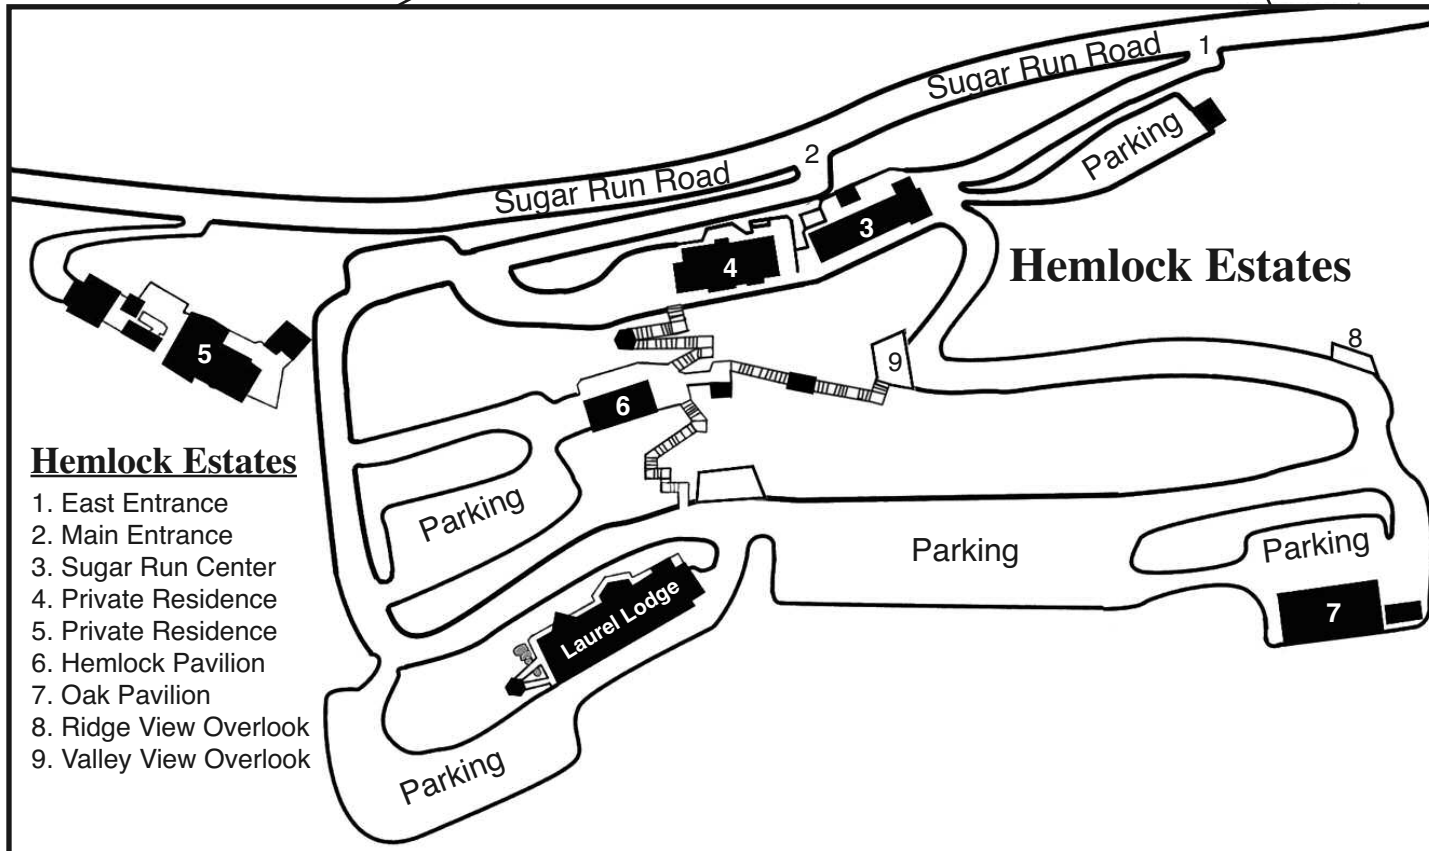 Sugar Run Road
1
Parking
2
Sugar Run Road
3
4
Hemlock Estates
8
5
9
6
Hemlock Estates
1. East Entrance
2. Main Entrance
3. Sugar Run Center
4. Private Residence
5. Private Residence
6. Hemlock Pavilion
7. Oak Pavilion
8. Ridge View Overlook
9. Valley View Overlook
Parking
Parking
Parking
7
Laurel Lodge
Parking